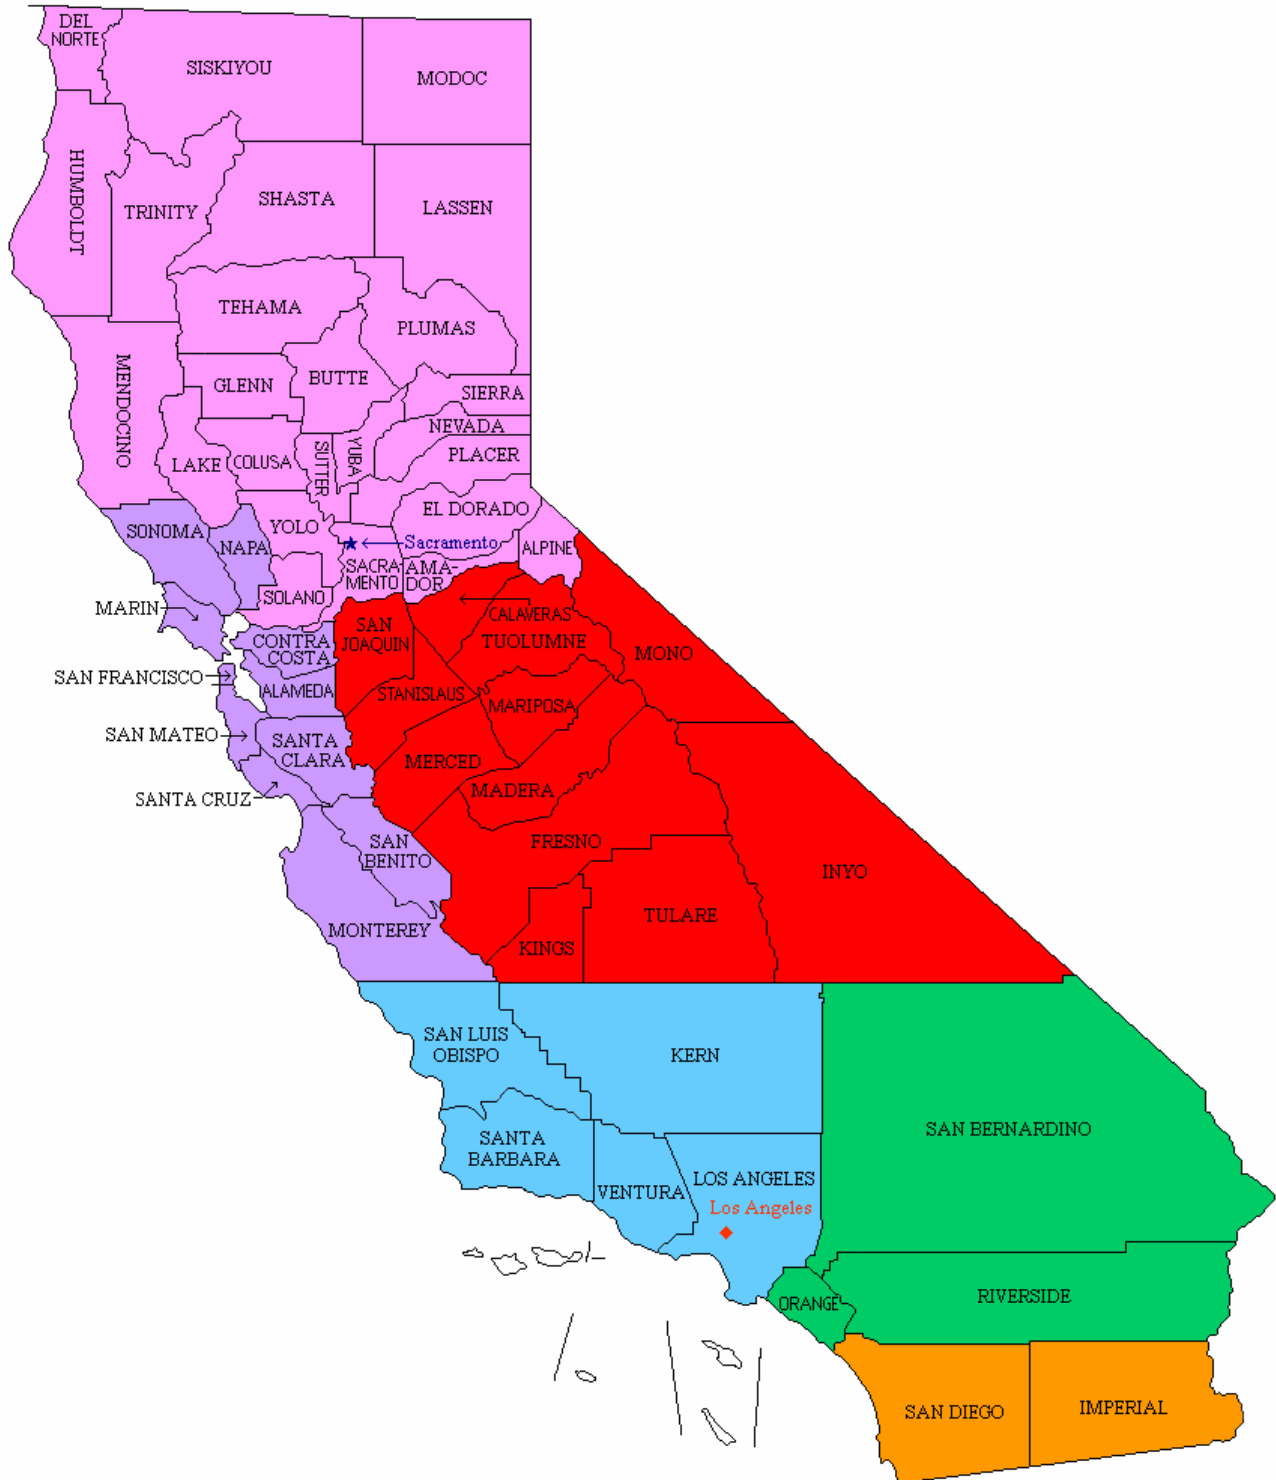 DEL
NORTE
SISKIYOU
MODOC
HUMBOLDT
TRINITY
SHASTA
LASSEN
TEHAMA
PLUMAS
MENDOCINO
GLENN
BUTTE
SIERRA
NEVADA
LAKE
COLUSA
SUTTER
YUBA
PLACER
EL DORADO
SONOMA
NAPA
YOLO
Sacramento
ALPINE
SACRA-
MENTO
AMA-
DOR
SOLANO
MARIN
CALAVERAS
SAN
JOAQUIN
TUOLUMNE
CONTRA
COSTA
MONO
SAN FRANCISCO
ALAMEDA
STANISLAUS
MARIPOSA
SAN MATEO
SANTA
CLARA
MERCED
SANTA CRUZ
MADERA
SAN
BENITO
FRESNO
INYO
MONTEREY
KINGS
TULARE
SAN LUIS
OBISPO
KERN
SANTA
BARBARA
VENTURA
LOS ANGELES
Los Angeles
SAN BERNARDINO
ORANGE
RIVERSIDE
SAN DIEGO
IMPERIAL